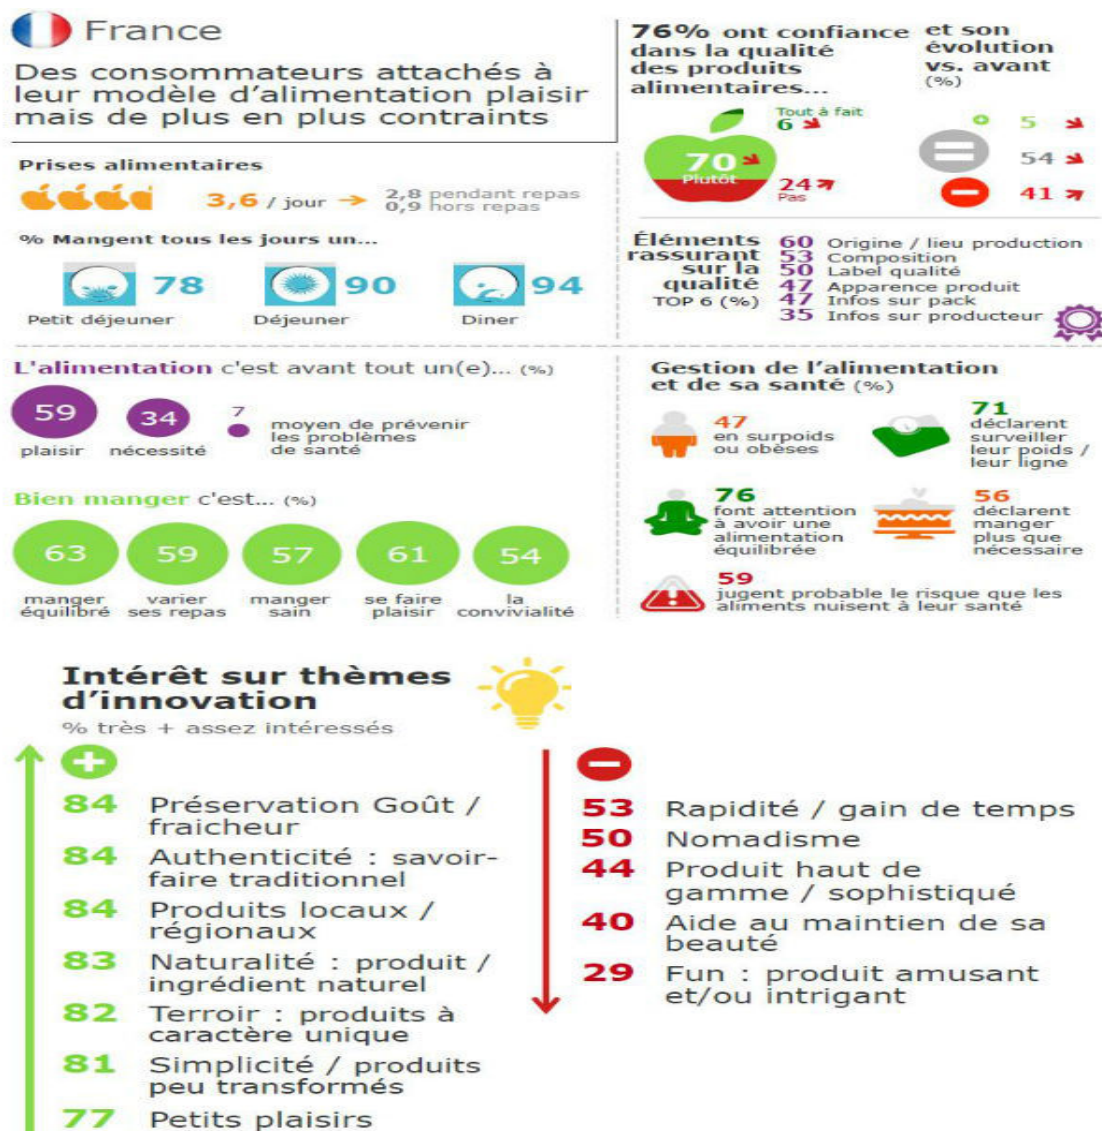 France
Des consommateurs attachés à
leur modèle d'alimentation plaisir
mais de plus en plus contraints
Prises alimentaires
3,6 / jour → 2,8 pendant repas
0,9 hors repas
% Mangent tous les jours un...
78 90 94
Petit déjeuner Déjeuner Diner
76% ont confiance
dans la qualité
des produits
alimentaires...
et son
évolution
vs. avant
(%)
Tout à fait
6
70
Plutôt
24
Pas
+ 5
= 54
− 41
Éléments
rassurant
sur la
qualité
TOP 6 (%)
60 Origine / lieu production
53 Composition
50 Label qualité
47 Apparence produit
47 Infos sur pack
35 Infos sur producteur
L'alimentation c'est avant tout un(e)... (%)
59 34 7
plaisir nécessité
moyen de prévenir
les problèmes
de santé
Bien manger c'est... (%)
63 59 57 61 54
manger varier manger se faire la
équilibré ses repas sain plaisir convivialité
Gestion de l'alimentation
et de sa santé (%)
47
en surpoids
ou obèses
71
déclarent
surveiller
leur poids /
leur ligne
76
font attention
à avoir une
alimentation
équilibrée
56
déclarent
manger
plus que
nécessaire
59
jugent probable le risque que les
aliments nuisent à leur santé
Intérêt sur thèmes
d'innovation
% très + assez intéressés
+
84 Préservation Goût /
fraicheur
84 Authenticité : savoir-
faire traditionnel
84 Produits locaux /
régionaux
83 Naturalité : produit /
ingrédient naturel
82 Terroir : produits à
caractère unique
81 Simplicité / produits
peu transformés
77 Petits plaisirs
−
53 Rapidité / gain de temps
50 Nomadisme
44 Produit haut de
gamme / sophistiqué
40 Aide au maintien de sa
beauté
29 Fun : produit amusant
et/ou intrigant